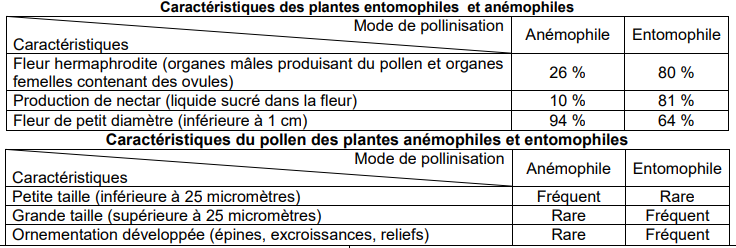 Caractéristiques des plantes entomophiles et anémophiles
Mode de pollinisation
Caractéristiques
Anémophile Entomophile
Fleur hermaphrodite (organes mâles produisant du pollen et organes
femelles contenant des ovules)
26 % 80 %
Production de nectar (liquide sucré dans la fleur) 10 % 81 %
Fleur de petit diamètre (inférieure à 1 cm) 94 % 64 %
Caractéristiques du pollen des plantes anémophiles et entomophiles
Mode de pollinisation
Caractéristiques
Anémophile Entomophile
Petite taille (inférieure à 25 micromètres) Fréquent Rare
Grande taille (supérieure à 25 micromètres) Rare Fréquent
Ornementation développée (épines, excroissances, reliefs) Rare Fréquent